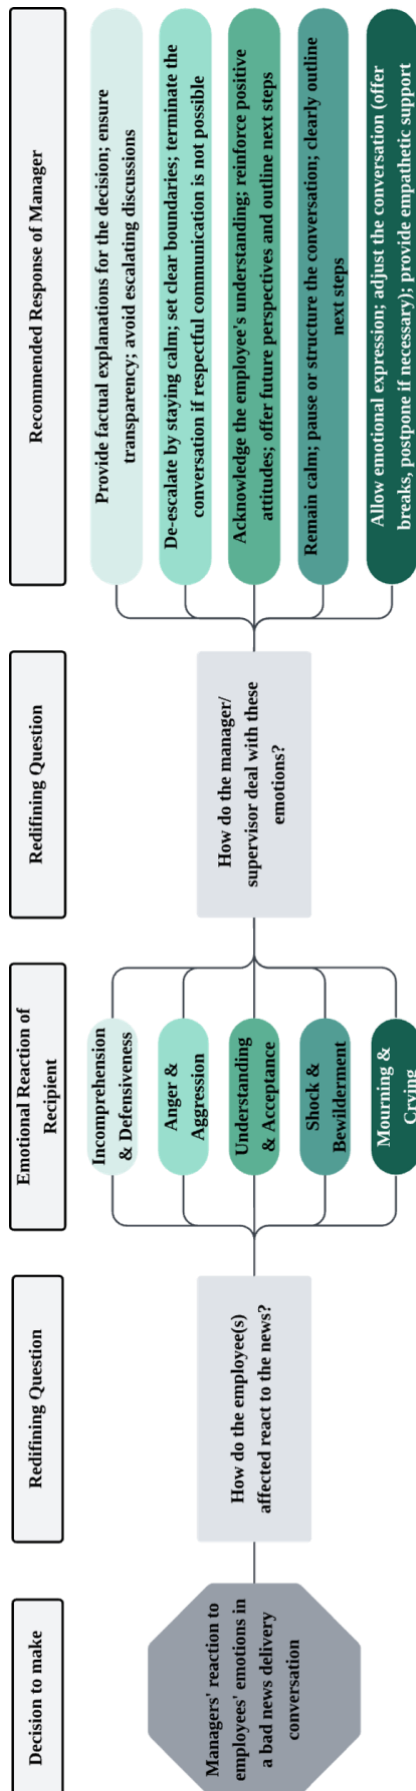 Decision to make
Redifining Question
Emotional Reaction of
Recipient
Redifining Question
Recommended Response of Manager
Managers' reaction to
employees' emotions in
a bad news delivery
conversation
How do the employee(s)
affected react to the news?
Incomprehension
& Defensiveness
Anger &
Aggression
Understanding
& Acceptance
Shock &
Bewilderment
Mourning &
Crying
How do the manager/
supervisor deal with these
emotions?
Provide factual explanations for the decision; ensure
transparency; avoid escalating discussions
De-escalate by staying calm; set clear boundaries; terminate the
conversation if respectful communication is not possible
Acknowledge the employee's understanding; reinforce positive
attitudes; offer future perspectives and outline next steps
Remain calm; pause or structure the conversation; clearly outline
next steps
Allow emotional expression; adjust the conversation (offer
breaks, postpone if necessary); provide empathetic support